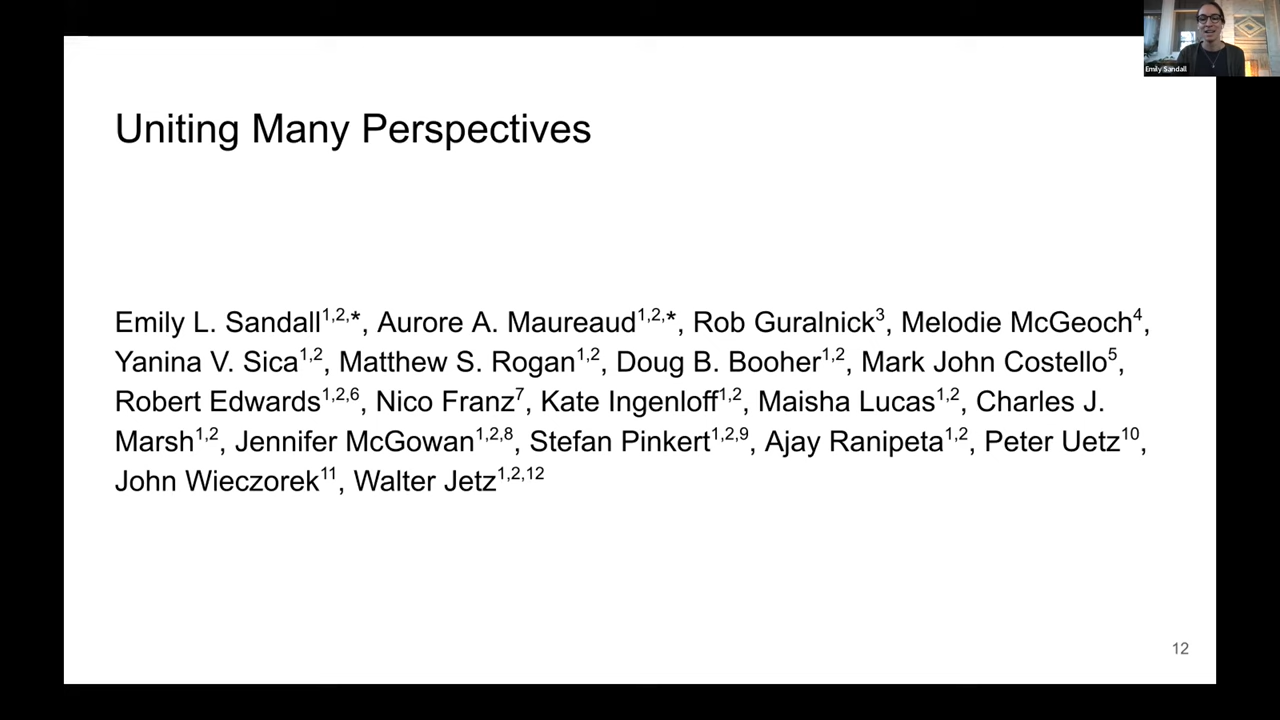 Emily Sandall
Uniting Many Perspectives
Emily L. Sandall1,2,*, Aurore A. Maureaud1,2,*, Rob Guralnick3, Melodie McGeoch4,
Yanina V. Sica1,2, Matthew S. Rogan1,2, Doug B. Booher1,2, Mark John Costello5,
Robert Edwards1,2,6, Nico Franz7, Kate Ingenloff1,2, Maisha Lucas1,2, Charles J.
Marsh1,2, Jennifer McGowan1,2,8, Stefan Pinkert1,2,9, Ajay Ranipeta1,2, Peter Uetz10,
John Wieczorek11, Walter Jetz1,2,12
12